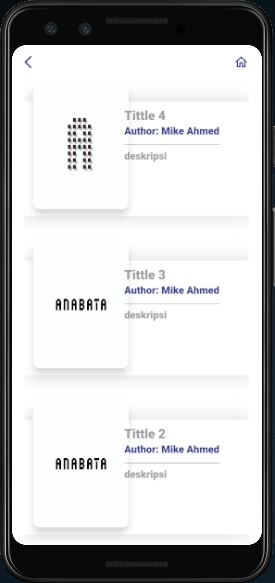 A
Tittle 4
Author: Mike Ahmed
deskripsi
ANABATA
Tittle 3
Author: Mike Ahmed
deskripsi
ANABATA
Tittle 2
Author: Mike Ahmed
deskripsi